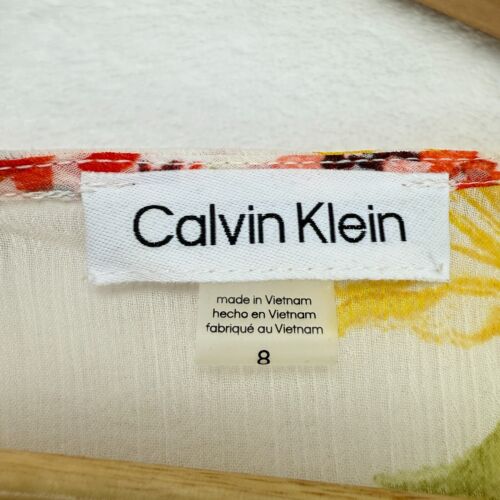 Calvin Klein
made in Vietnam
hecho en Vietnam
fabriqué au Vietnam
8